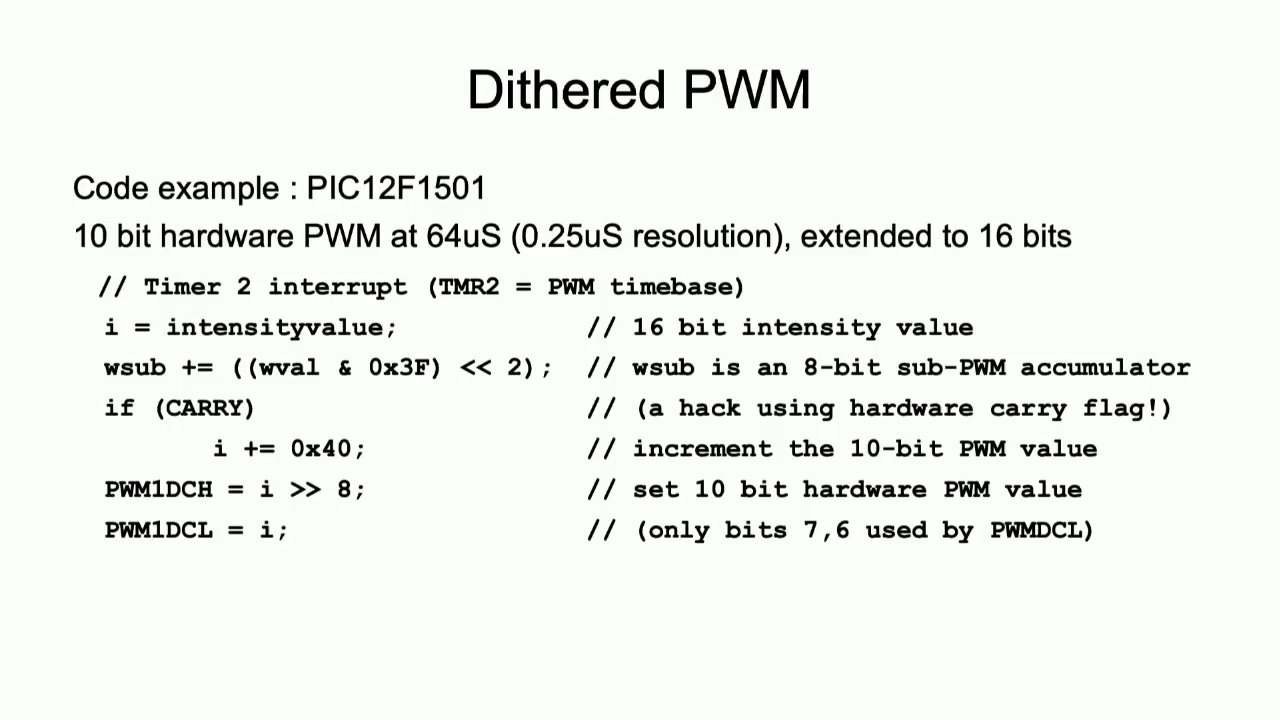 Dithered PWM
Code example : PIC12F1501
10 bit hardware PWM at 64uS (0.25uS resolution), extended to 16 bits
// Timer 2 interrupt (TMR2 = PWM timebase)
i = intensityvalue; // 16 bit intensity value
wsub += ((wval & 0x3F) << 2); // wsub is an 8-bit sub-PWM accumulator
if (CARRY) // (a hack using hardware carry flag!)
i += 0x40; // increment the 10-bit PWM value
PWM1DCH = i >> 8; // set 10 bit hardware PWM value
PWM1DCL = i; // (only bits 7,6 used by PWMDCL)